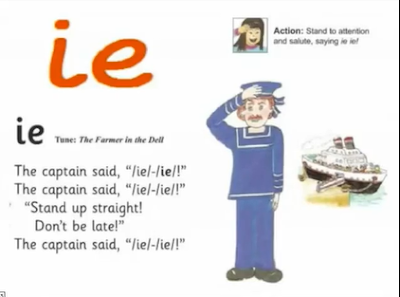 ie
Action: Stand to attention
and salute, saying ie ie!
ie Tune: The Farmer in the Dell
The captain said, “/ie/-/ie/!”
The captain said, “/ie/-/ie/!”
“Stand up straight!
Don’t be late!”
The captain said, “/ie/-/ie/!”